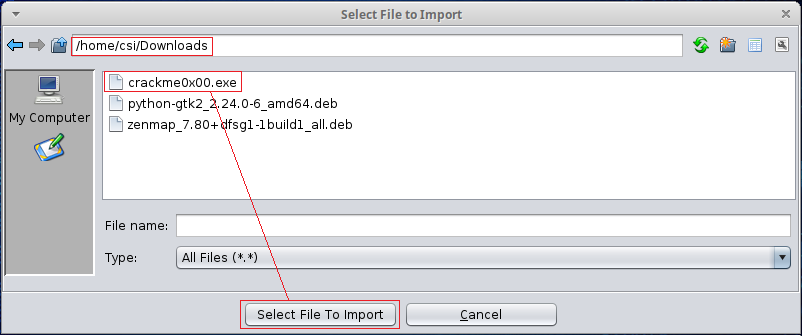 Select File to Import
/home/csi/Downloads
My Computer
crackme0x00.exe
python-gtk2_2.24.0-6_amd64.deb
zenmap_7.80+dfsg1-1build1_all.deb
File name:
Type: All Files (*.*)
Select File To Import Cancel